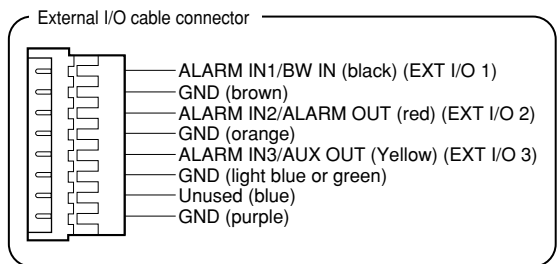 External I/O cable connector
ALARM IN1/BW IN (black) (EXT I/O 1)
GND (brown)
ALARM IN2/ALARM OUT (red) (EXT I/O 2)
GND (orange)
ALARM IN3/AUX OUT (Yellow) (EXT I/O 3)
GND (light blue or green)
Unused (blue)
GND (purple)